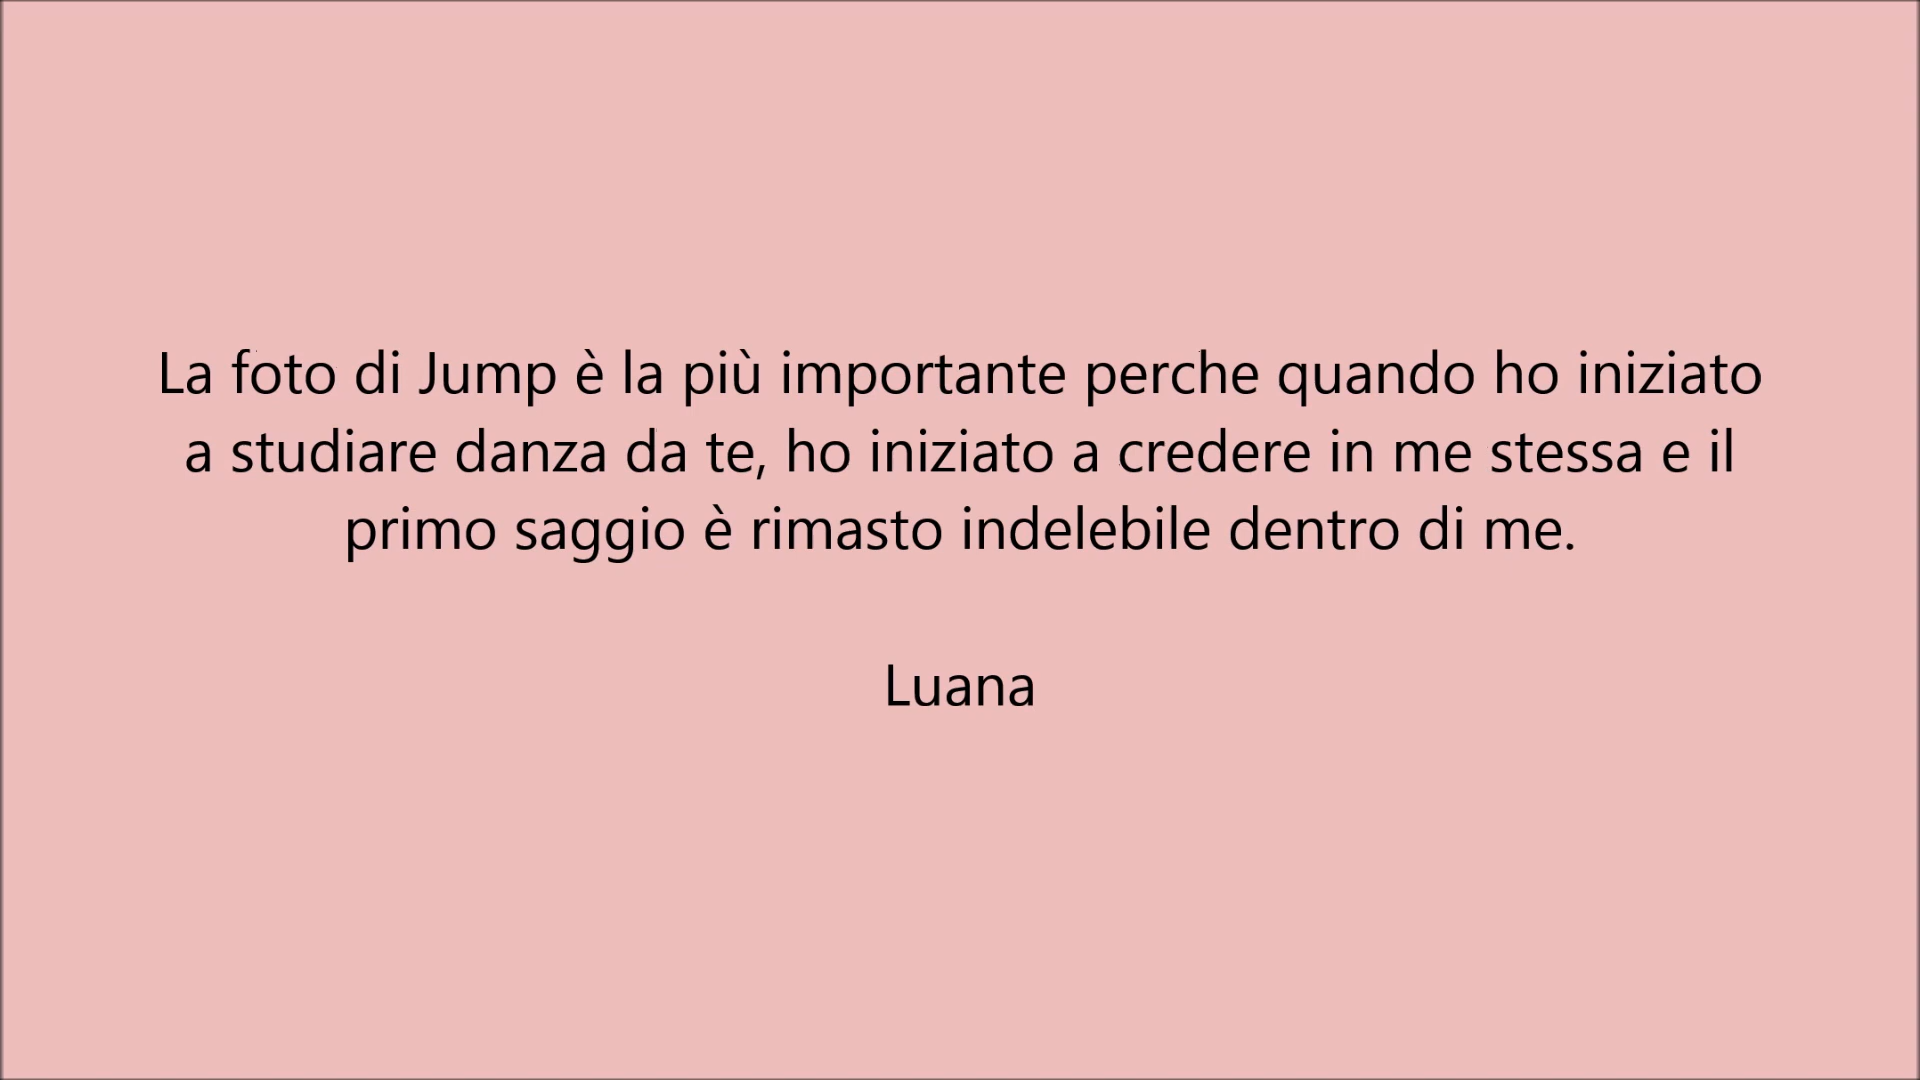 La foto di Jump è la più importante perche quando ho iniziato
a studiare danza da te, ho iniziato a credere in me stessa e il
primo saggio è rimasto indelebile dentro di me.
Luana